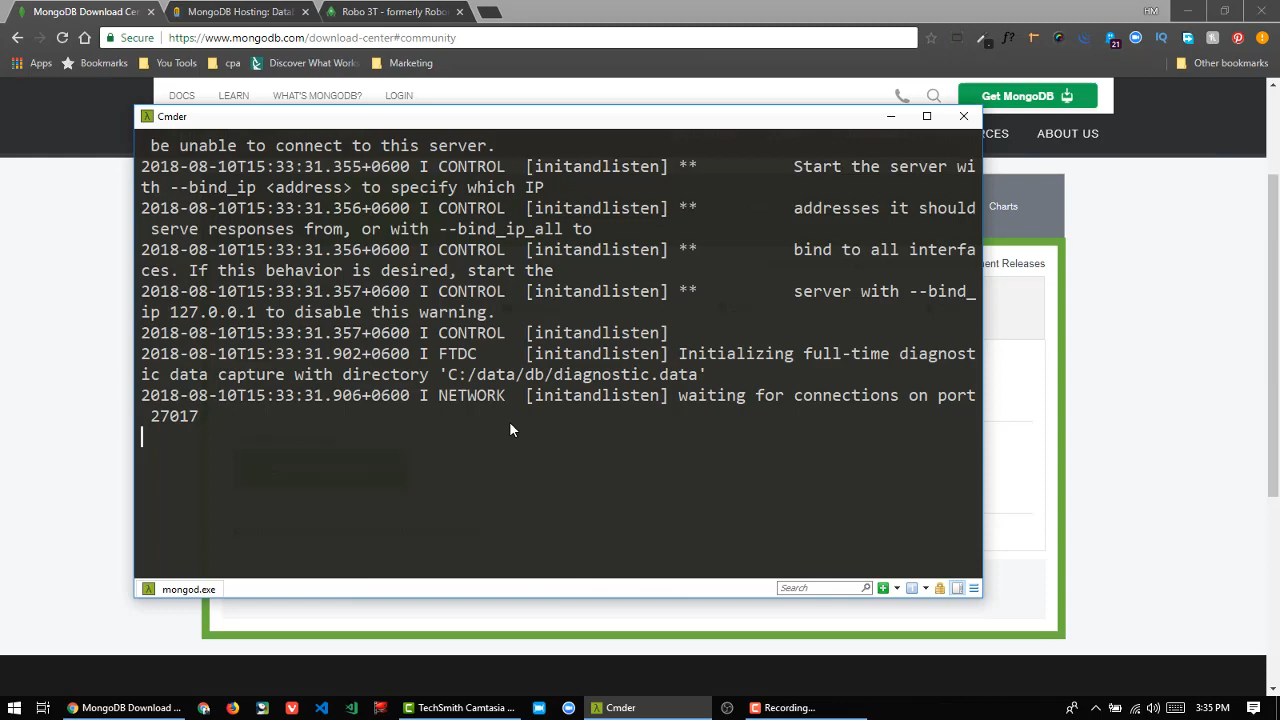 MongoDB Download Cen
MongoDB Hosting: Datab
Robo 3T - formerly Robor
HM
Secure
https://www.mongodb.com/download-center#community
21
Apps
Bookmarks
You Tools
cpa
Discover What Works
Marketing
Other bookmarks
DOCS
LEARN
WHAT'S MONGODB?
LOGIN
Get MongoDB
RCES
ABOUT US
Charts
ent Releases
Cmder
be unable to connect to this server.
2018-08-10T15:33:31.355+0600 I CONTROL  [initandlisten] **          Start the server wi
th --bind_ip <address> to specify which IP
2018-08-10T15:33:31.356+0600 I CONTROL  [initandlisten] **          addresses it should
serve responses from, or with --bind_ip_all to
2018-08-10T15:33:31.356+0600 I CONTROL  [initandlisten] **          bind to all interfa
ces. If this behavior is desired, start the
2018-08-10T15:33:31.357+0600 I CONTROL  [initandlisten] **          server with --bind_
ip 127.0.0.1 to disable this warning.
2018-08-10T15:33:31.357+0600 I CONTROL  [initandlisten]
2018-08-10T15:33:31.902+0600 I FTDC     [initandlisten] Initializing full-time diagnost
ic data capture with directory 'C:/data/db/diagnostic.data'
2018-08-10T15:33:31.906+0600 I NETWORK  [initandlisten] waiting for connections on port
27017
mongod.exe
Search
MongoDB Download ...
TechSmith Camtasia ...
Cmder
Recording...
3:35 PM